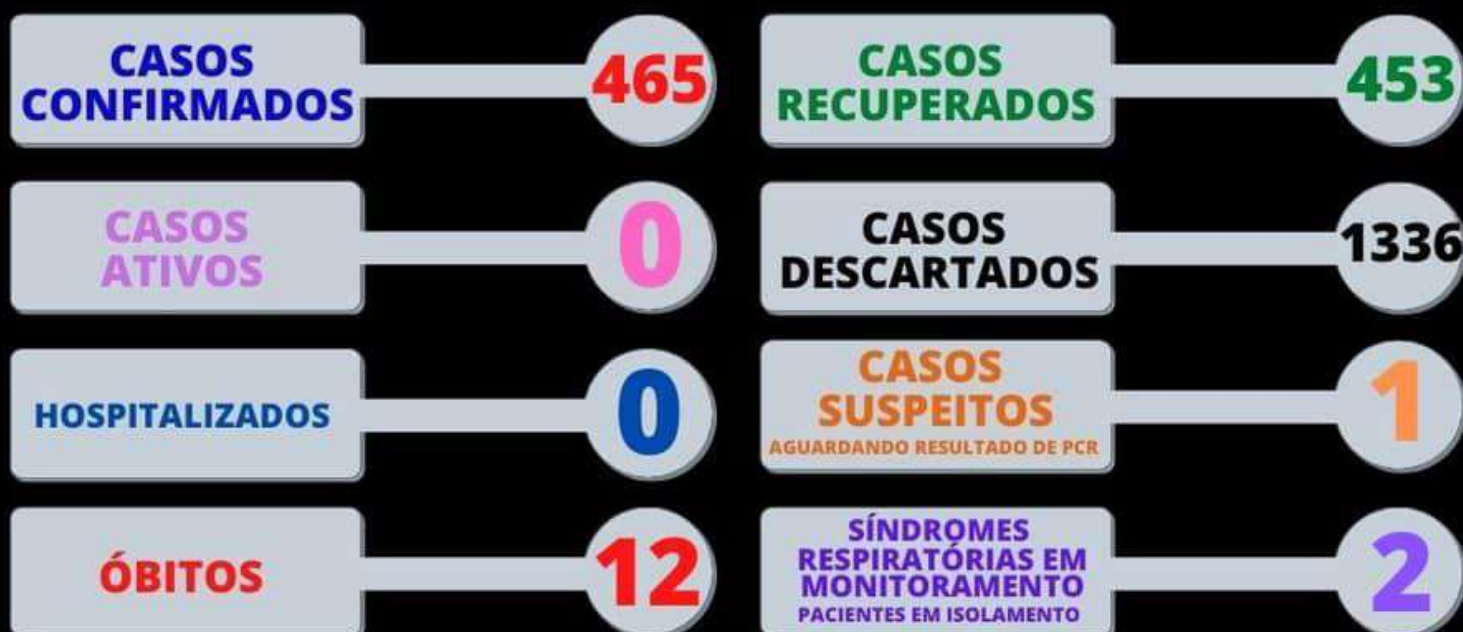 CASOS
CONFIRMADOS
465
CASOS
RECUPERADOS
453
CASOS
ATIVOS
0
CASOS
DESCARTADOS
1336
HOSPITALIZADOS
0
CASOS
SUSPEITOS
AGUARDANDO RESULTADO DE PCR
1
ÓBITOS
12
SÍNDROMES
RESPIRATÓRIAS EM
MONITORAMENTO
PACIENTES EM ISOLAMENTO
2